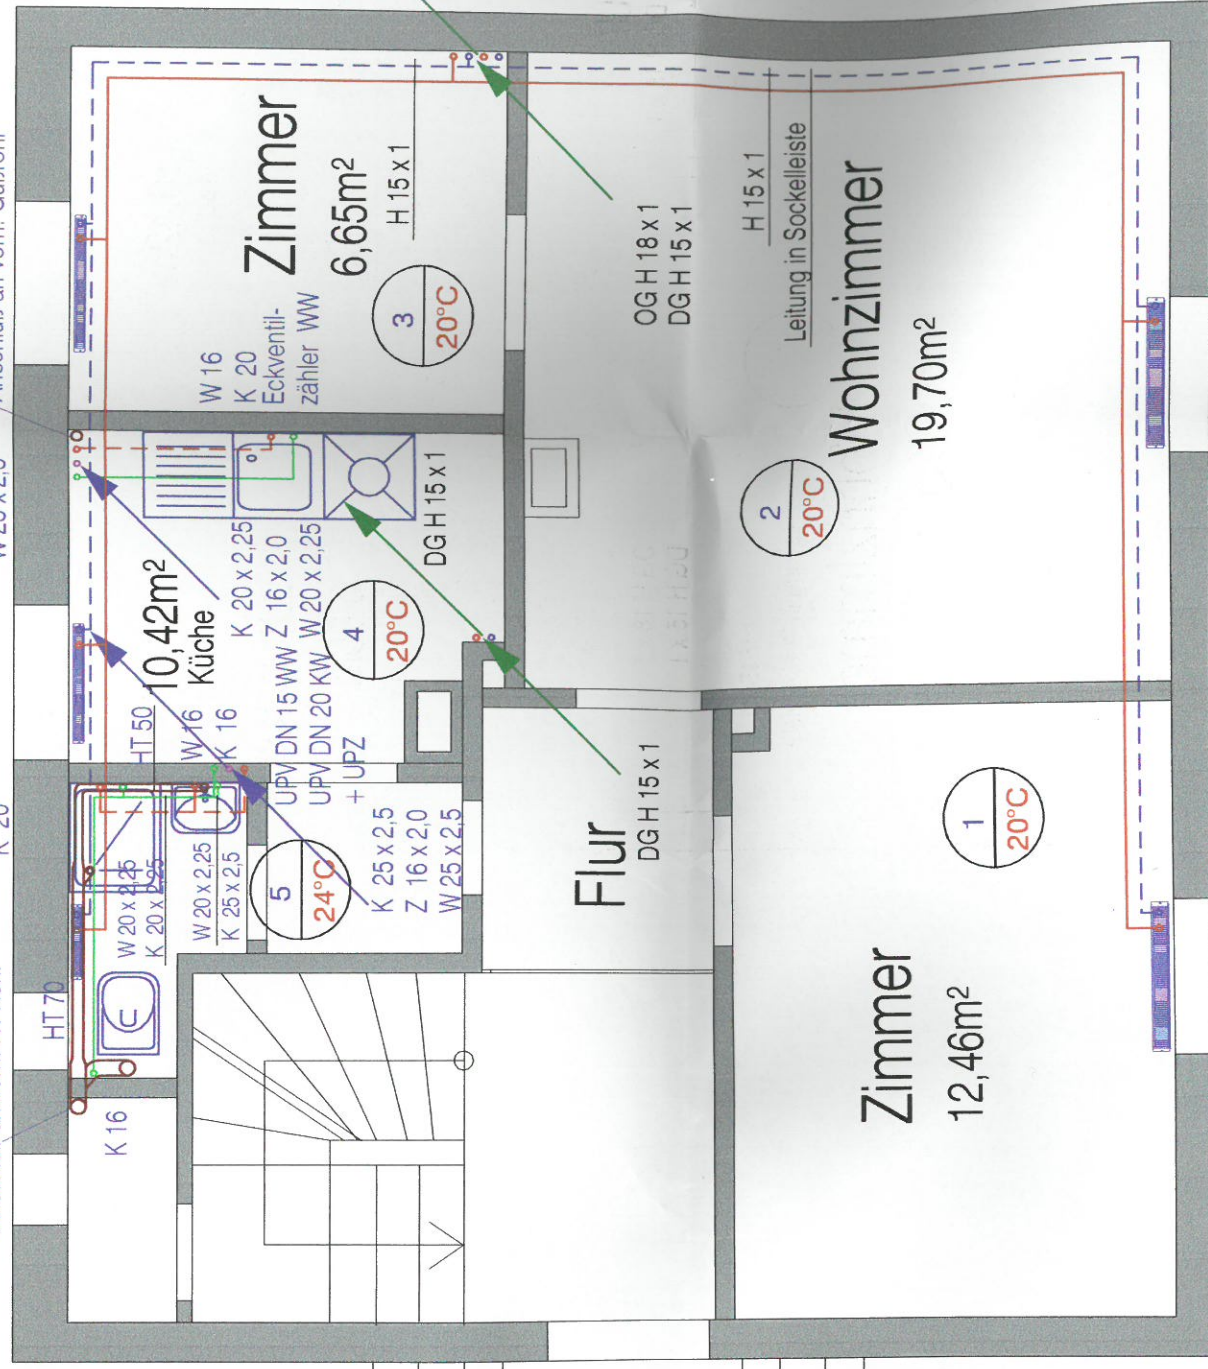 Zimmer
6,65m²
H 15 x 1
3
20°C
W 16
K 20
Eckventil-
zähler WW
OG H 18 x 1
DG H 15 x 1
H 15 x 1
Leitung in Sockelleiste
Wohnzimmer
19,70m²
2
20°C
10,42m²
Küche
K 20 x 2,25
Z 16 x 2,0
W 20 x 2,25
UPV DN 15 WW
UPV DN 20 KW
+ UPZ
4
20°C
DG H 15 x 1
HT 50
W 16
K 16
W 20 x 2,25
K 20 x 2,25
W 20 x 2,25
K 25 x 2,5
5
24°C
K 25 x 2,5
Z 16 x 2,0
W 25 x 2,5
HT 70
K 16
Flur
DG H 15 x 1
Zimmer
12,46m²
1
20°C
K 20